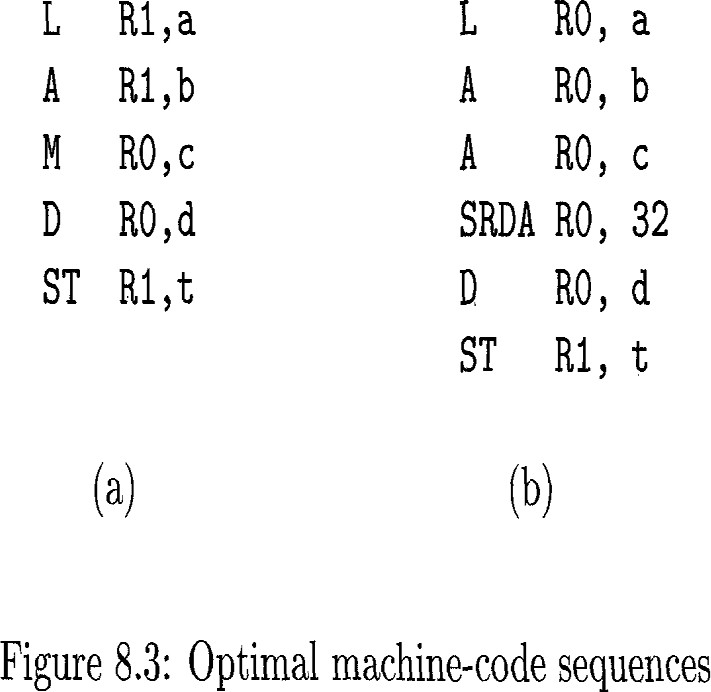 L R1,a
A R1,b
M R0,c
D R0,d
ST R1,t
(a)
L R0, a
A R0, b
A R0, c
SRDA R0, 32
D R0, d
ST R1, t
(b)
Figure 8.3: Optimal machine-code sequences